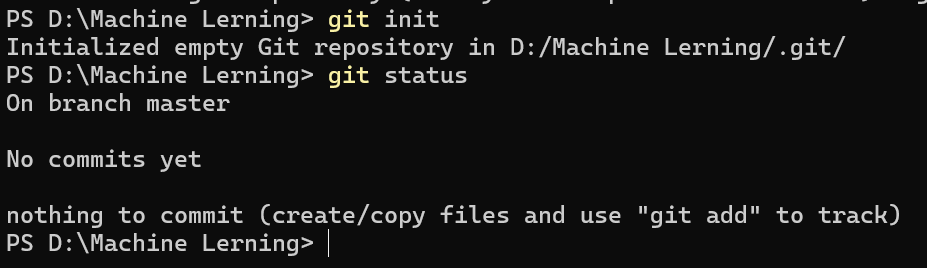 PS D:\Machine Lerning> git init
Initialized empty Git repository in D:/Machine Lerning/.git/
PS D:\Machine Lerning> git status
On branch master
No commits yet
nothing to commit (create/copy files and use "git add" to track)
PS D:\Machine Lerning>